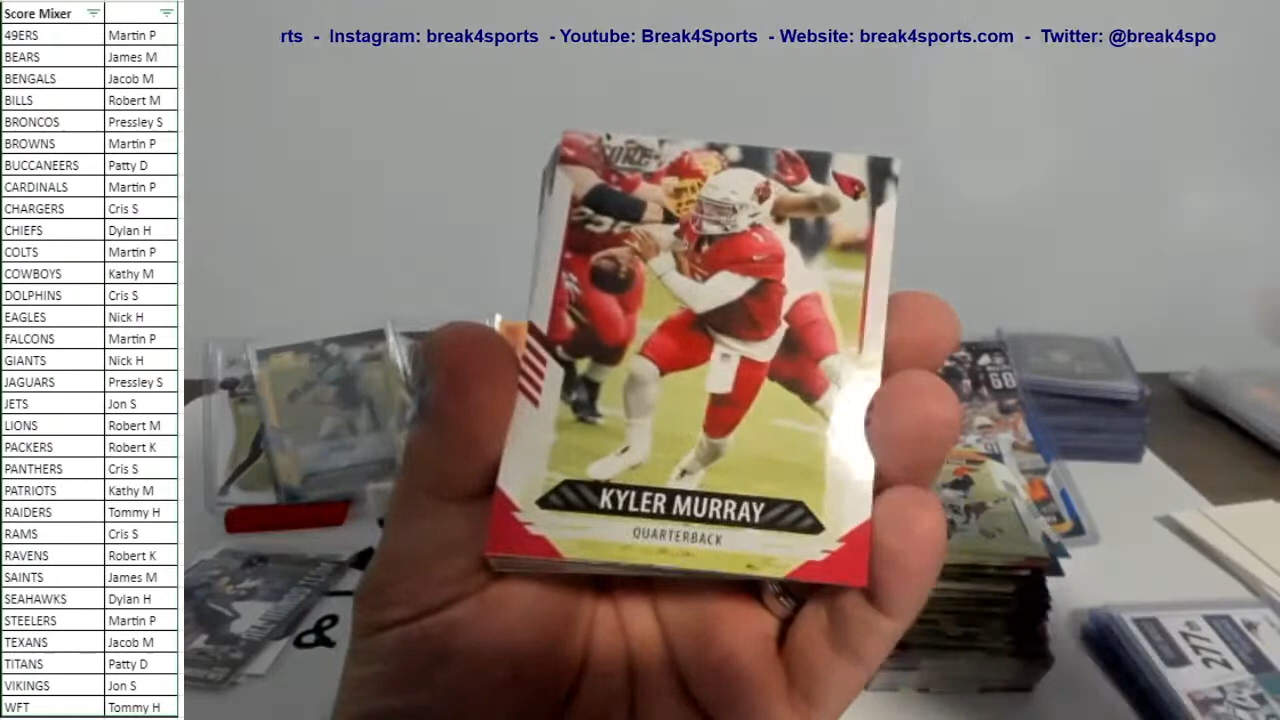 Score Mixer
49ERS Martin P
BEARS James M
BENGALS Jacob M
BILLS Robert M
BRONCOS Pressley S
BROWNS Martin P
BUCCANEERS Patty D
CARDINALS Martin P
CHARGERS Cris S
CHIEFS Dylan H
COLTS Martin P
COWBOYS Kathy M
DOLPHINS Cris S
EAGLES Nick H
FALCONS Martin P
GIANTS Nick H
JAGUARS Pressley S
JETS Jon S
LIONS Robert M
PACKERS Robert K
PANTHERS Cris S
PATRIOTS Kathy M
RAIDERS Tommy H
RAMS Cris S
RAVENS Robert K
SAINTS James M
SEAHAWKS Dylan H
STEELERS Martin P
TEXANS Jacob M
TITANS Patty D
VIKINGS Jon S
WFT Tommy H
rts - Instagram: break4sports - Youtube: Break4Sports - Website: break4sports.com - Twitter: @break4spo
KYLER MURRAY
QUARTERBACK
&
277